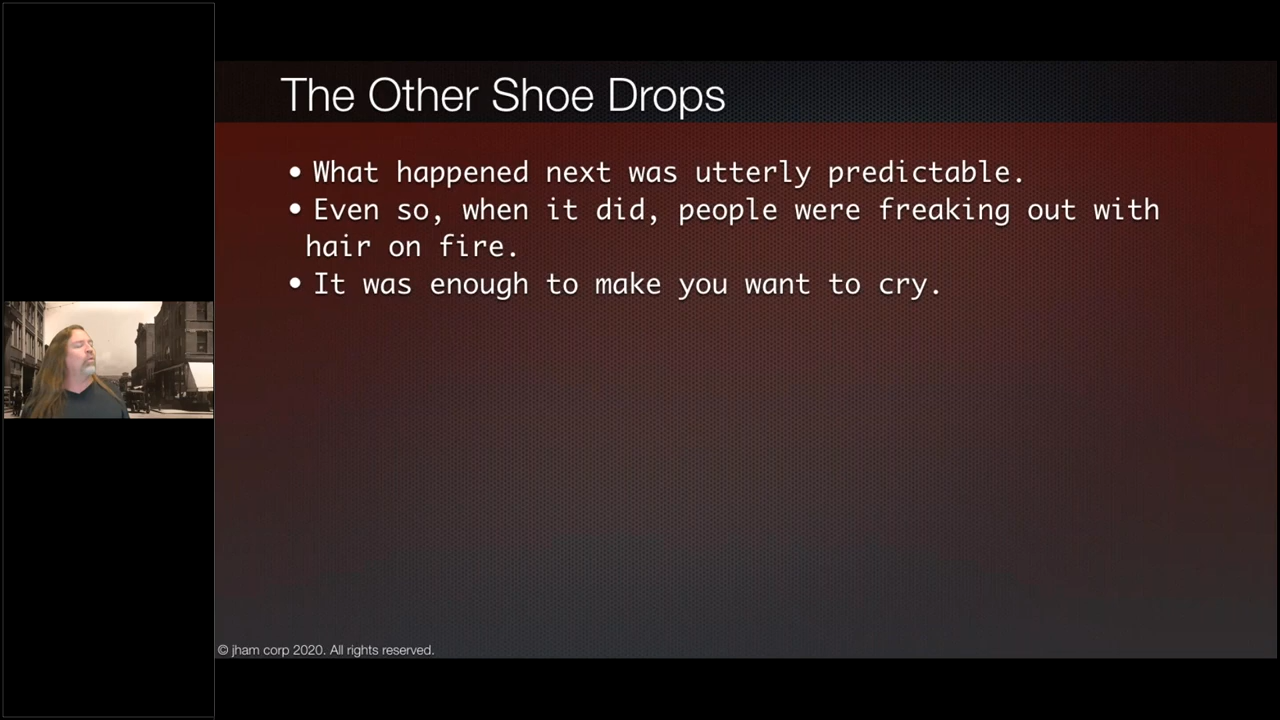 The Other Shoe Drops
• What happened next was utterly predictable.
• Even so, when it did, people were freaking out with
hair on fire.
• It was enough to make you want to cry.
© jham corp 2020. All rights reserved.